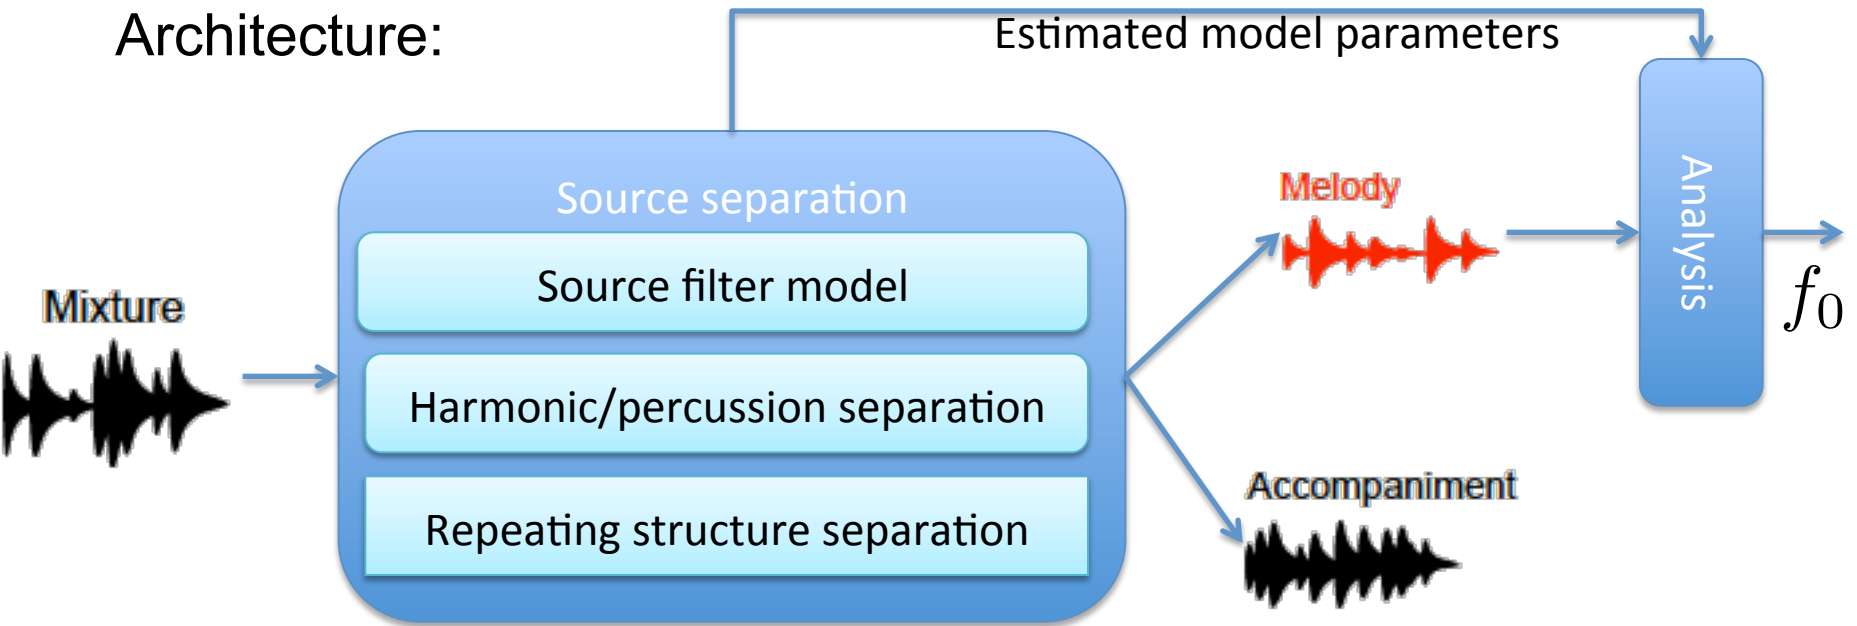 Architecture:
Estimated model parameters
Source separation
Source filter model
Harmonic/percussion separation
Repeating structure separation
Mixture
Melody
Accompaniment
Analysis
f₀